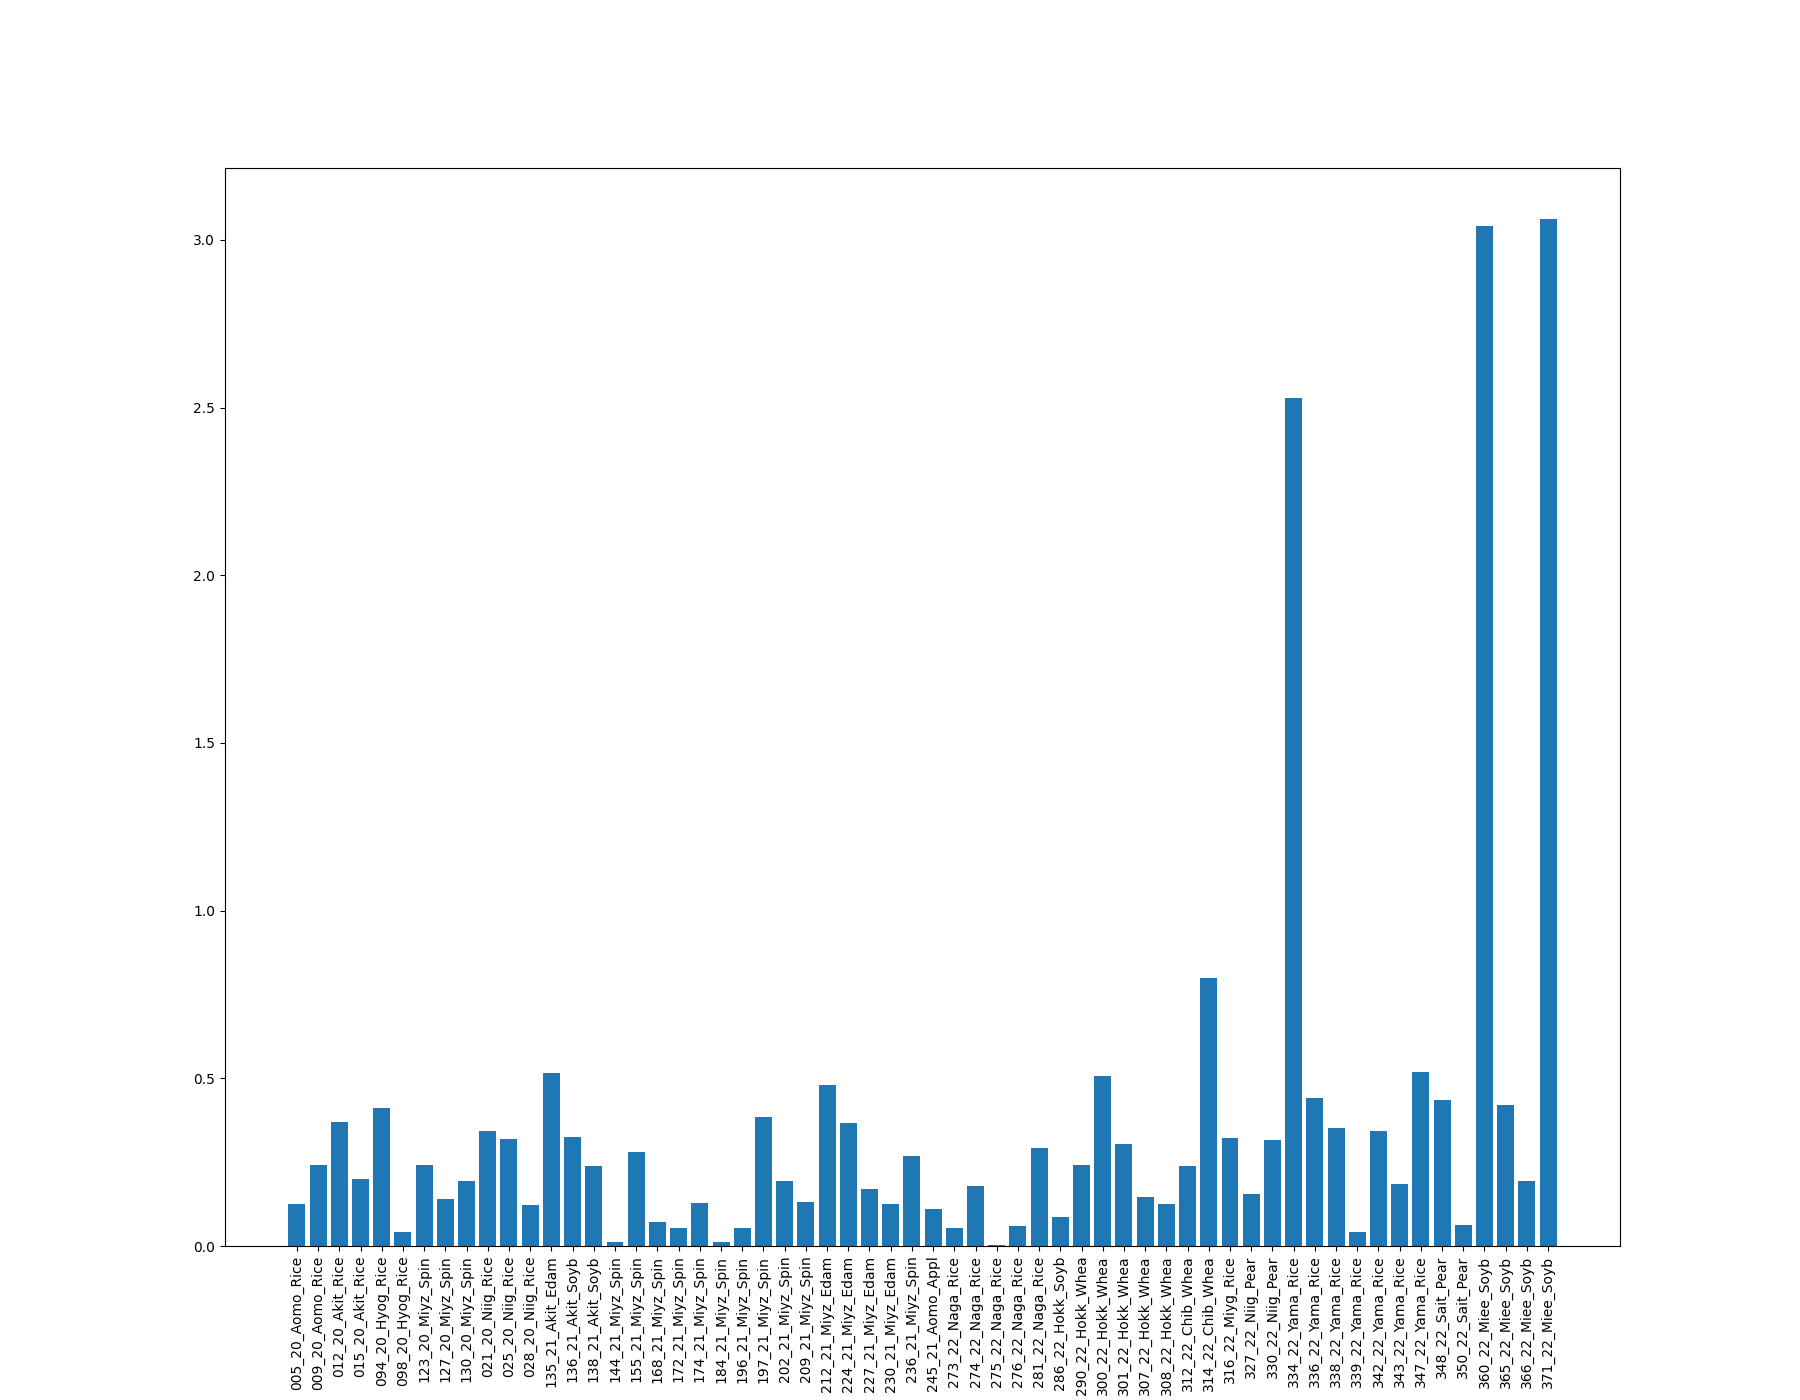 3.0
2.5
2.0
1.5
1.0
0.5
0.0
005_20_Aomo_Rice
009_20_Aomo_Rice
012_20_Akit_Rice
015_20_Akit_Rice
094_20_Hyog_Rice
098_20_Hyog_Rice
123_20_Miyz_Spin
127_20_Miyz_Spin
130_20_Miyz_Spin
021_20_Niig_Rice
025_20_Niig_Rice
028_20_Niig_Rice
135_21_Akit_Edam
136_21_Akit_Soyb
138_21_Akit_Soyb
144_21_Miyz_Spin
155_21_Miyz_Spin
168_21_Miyz_Spin
172_21_Miyz_Spin
174_21_Miyz_Spin
184_21_Miyz_Spin
196_21_Miyz_Spin
197_21_Miyz_Spin
202_21_Miyz_Spin
209_21_Miyz_Spin
212_21_Miyz_Edam
224_21_Miyz_Edam
227_21_Miyz_Edam
230_21_Miyz_Edam
236_21_Miyz_Spin
245_21_Aomo_Appl
273_22_Naga_Rice
274_22_Naga_Rice
275_22_Naga_Rice
276_22_Naga_Rice
281_22_Naga_Rice
286_22_Hokk_Soyb
290_22_Hokk_Whea
300_22_Hokk_Whea
301_22_Hokk_Whea
307_22_Hokk_Whea
308_22_Hokk_Whea
312_22_Chib_Whea
314_22_Chib_Whea
316_22_Miyg_Rice
327_22_Niig_Pear
330_22_Niig_Pear
334_22_Yama_Rice
336_22_Yama_Rice
338_22_Yama_Rice
339_22_Yama_Rice
342_22_Yama_Rice
343_22_Yama_Rice
347_22_Yama_Rice
348_22_Sait_Pear
350_22_Sait_Pear
360_22_Miee_Soyb
365_22_Miee_Soyb
366_22_Miee_Soyb
371_22_Miee_Soyb